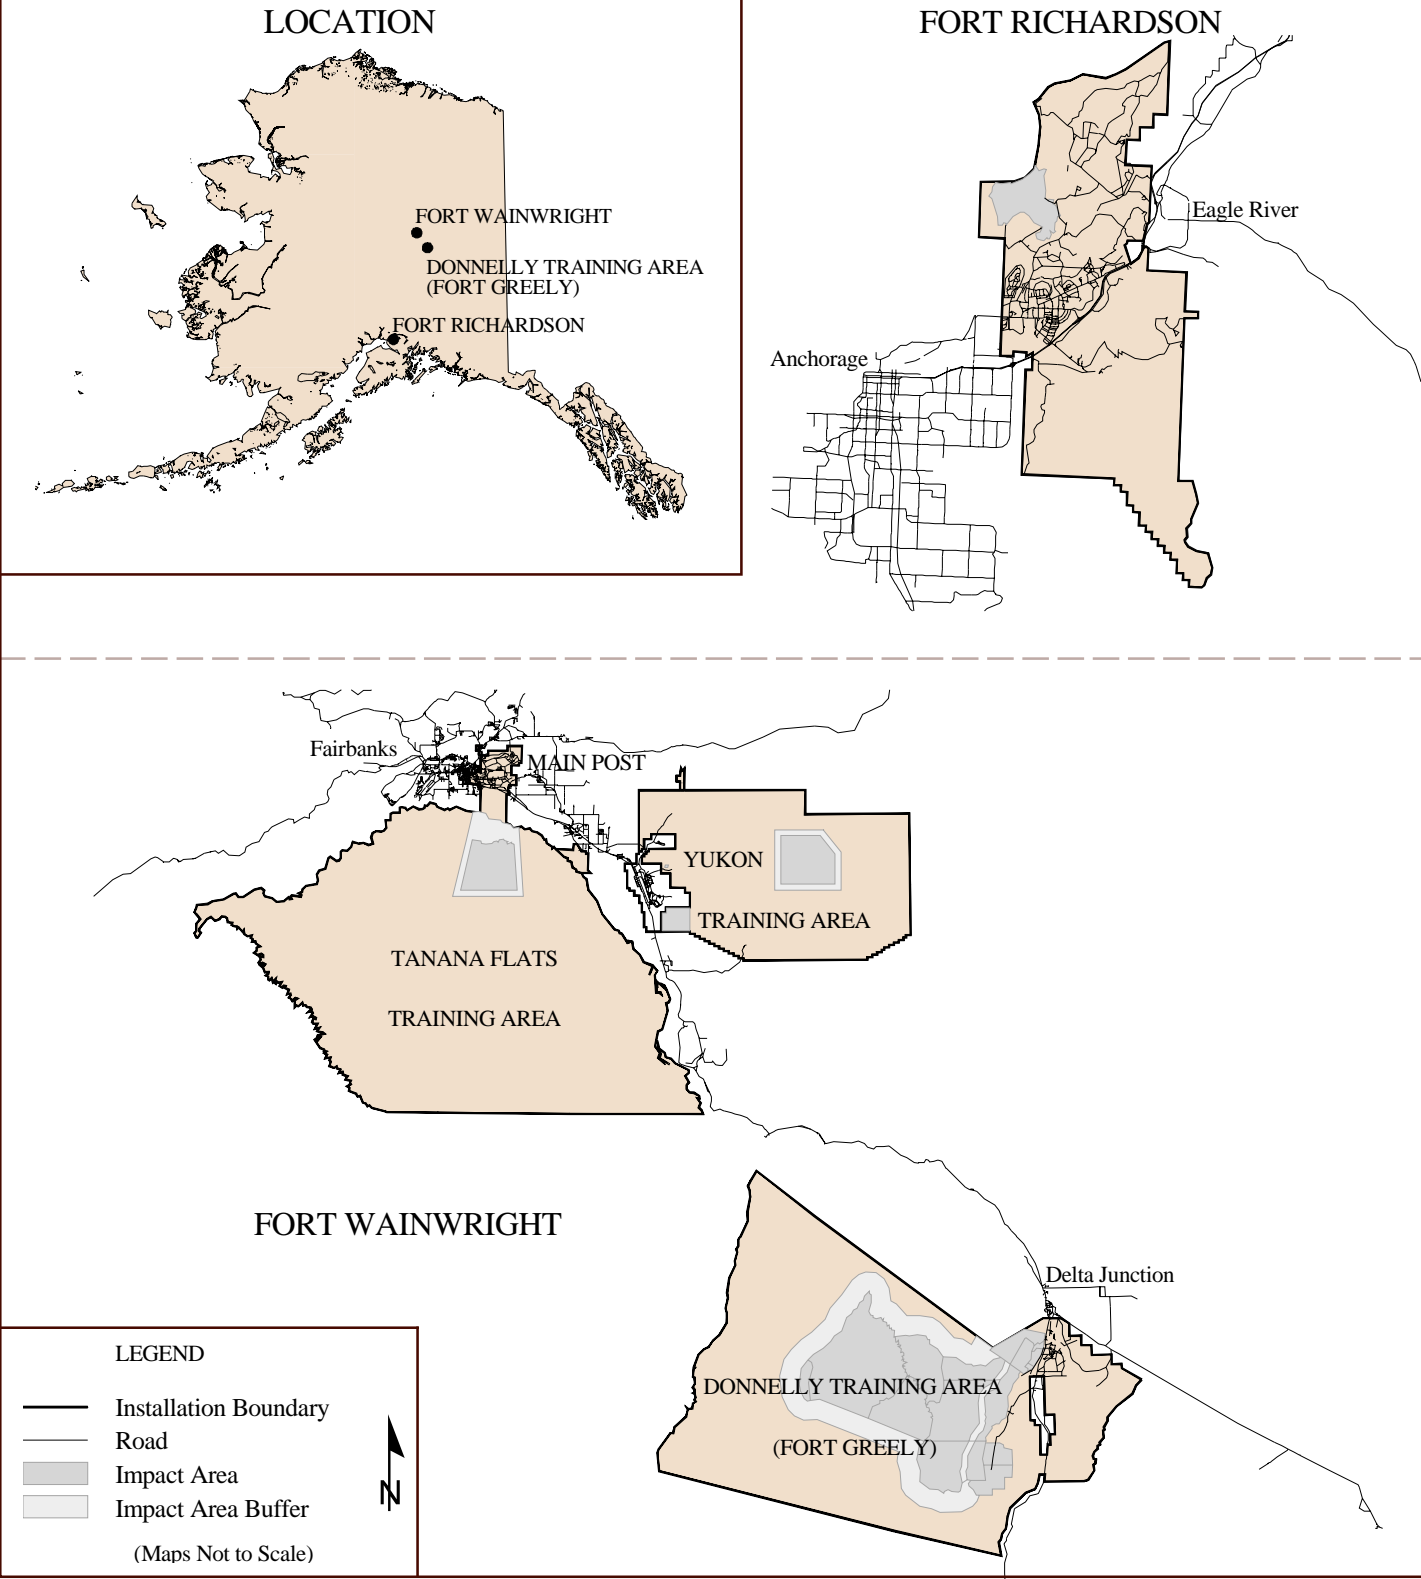 LOCATION
FORT WAINWRIGHT
DONNELLY TRAINING AREA
(FORT GREELY)
FORT RICHARDSON
FORT RICHARDSON
Eagle River
Anchorage
Fairbanks
MAIN POST
YUKON
TRAINING AREA
TANANA FLATS
TRAINING AREA
FORT WAINWRIGHT
Delta Junction
DONNELLY TRAINING AREA
(FORT GREELY)
LEGEND
Installation Boundary
Road
Impact Area
Impact Area Buffer
N
(Maps Not to Scale)